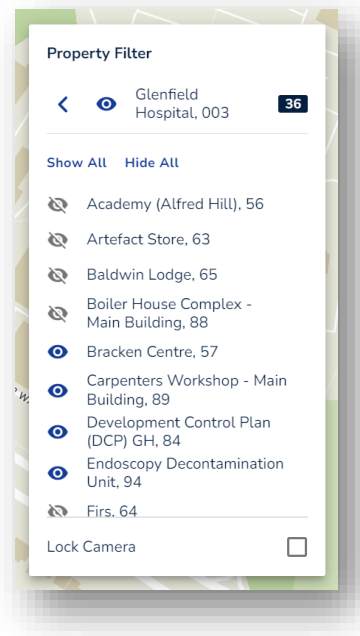 Property Filter
Glenfield
Hospital, 003
36
Show All Hide All
Academy (Alfred Hill), 56
Artefact Store, 63
Baldwin Lodge, 65
Boiler House Complex -
Main Building, 88
Bracken Centre, 57
Carpenters Workshop - Main
Building, 89
Development Control Plan
(DCP) GH, 84
Endoscopy Decontamination
Unit, 94
Firs, 64
Lock Camera